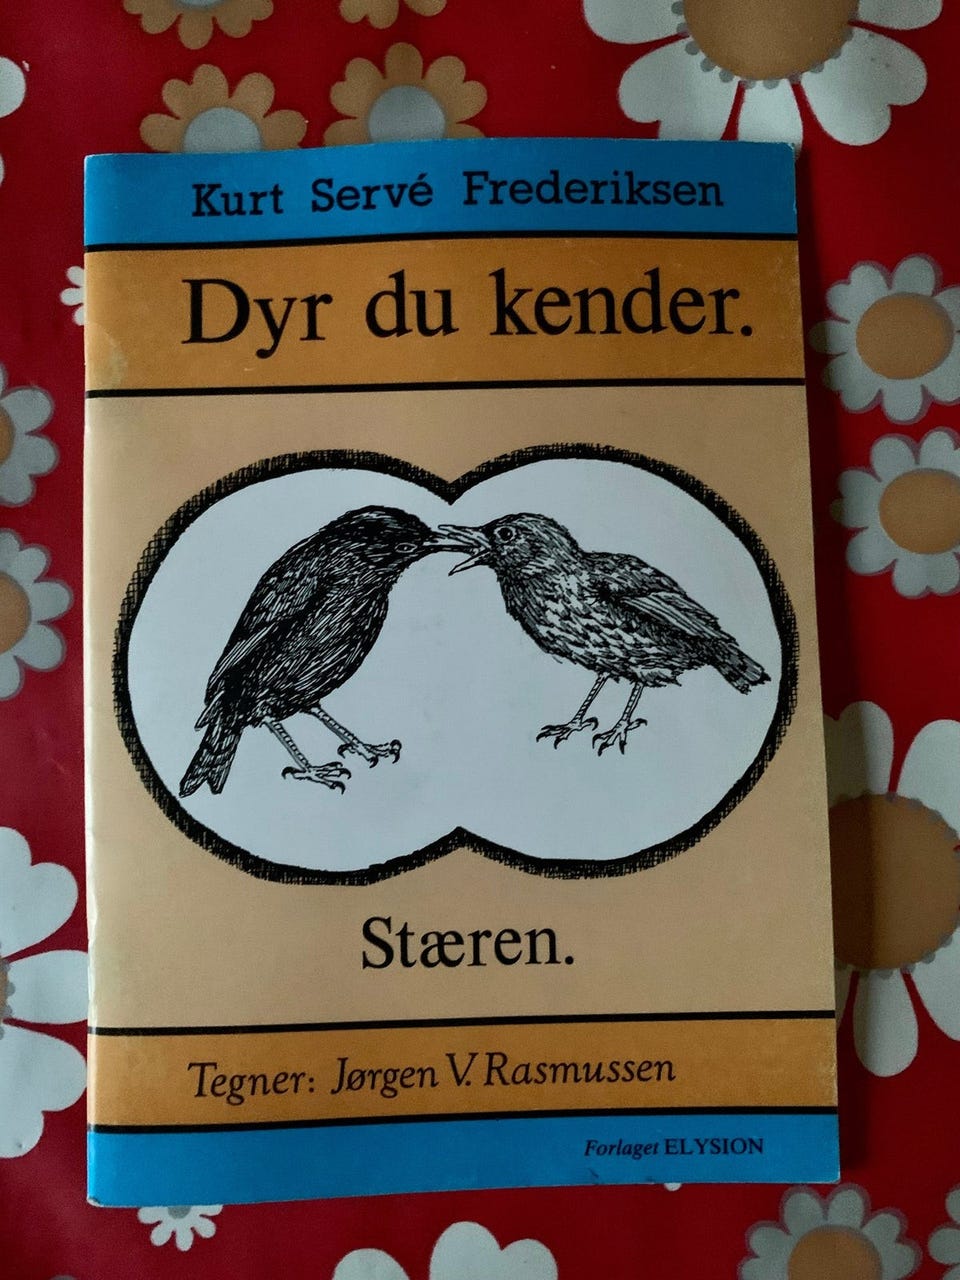 Kurt Servé Frederiksen
Dyr du kender.
Stæren.
Tegner: Jørgen V. Rasmussen
Forlaget ELYSION